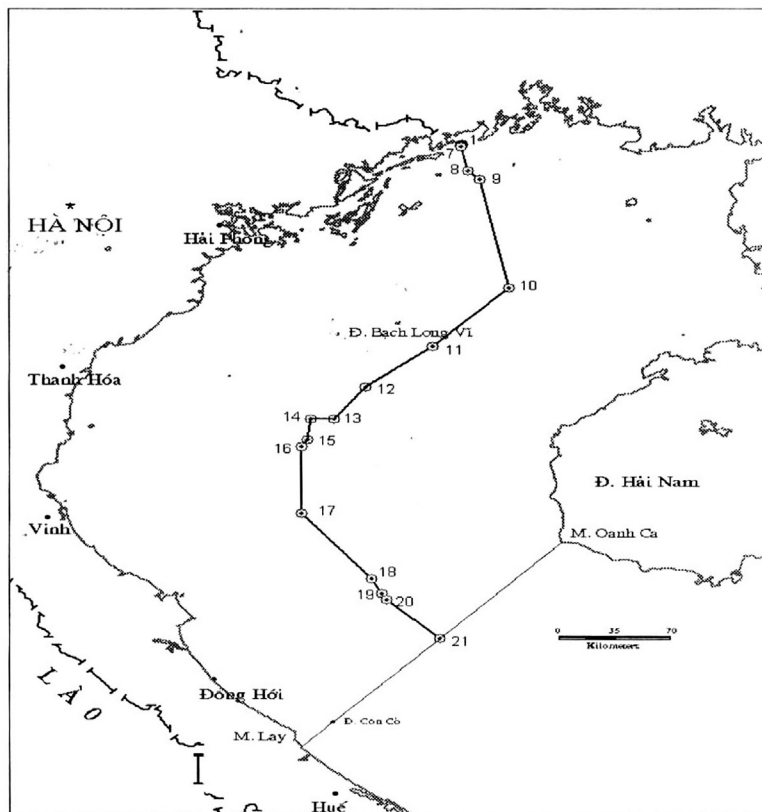 1
7
8
9
HÀ NỘI
Hải Phòng
10
Đ. Bạch Long Vĩ
11
Thanh Hóa
12
14
13
15
16
Đ. Hải Nam
17
Vinh
M. Oanh Ca
18
19
20
0 35 70
Kilometers
21
LÀO
Đồng Hới
Đ. Cồn Cỏ
M. Lay
Huế